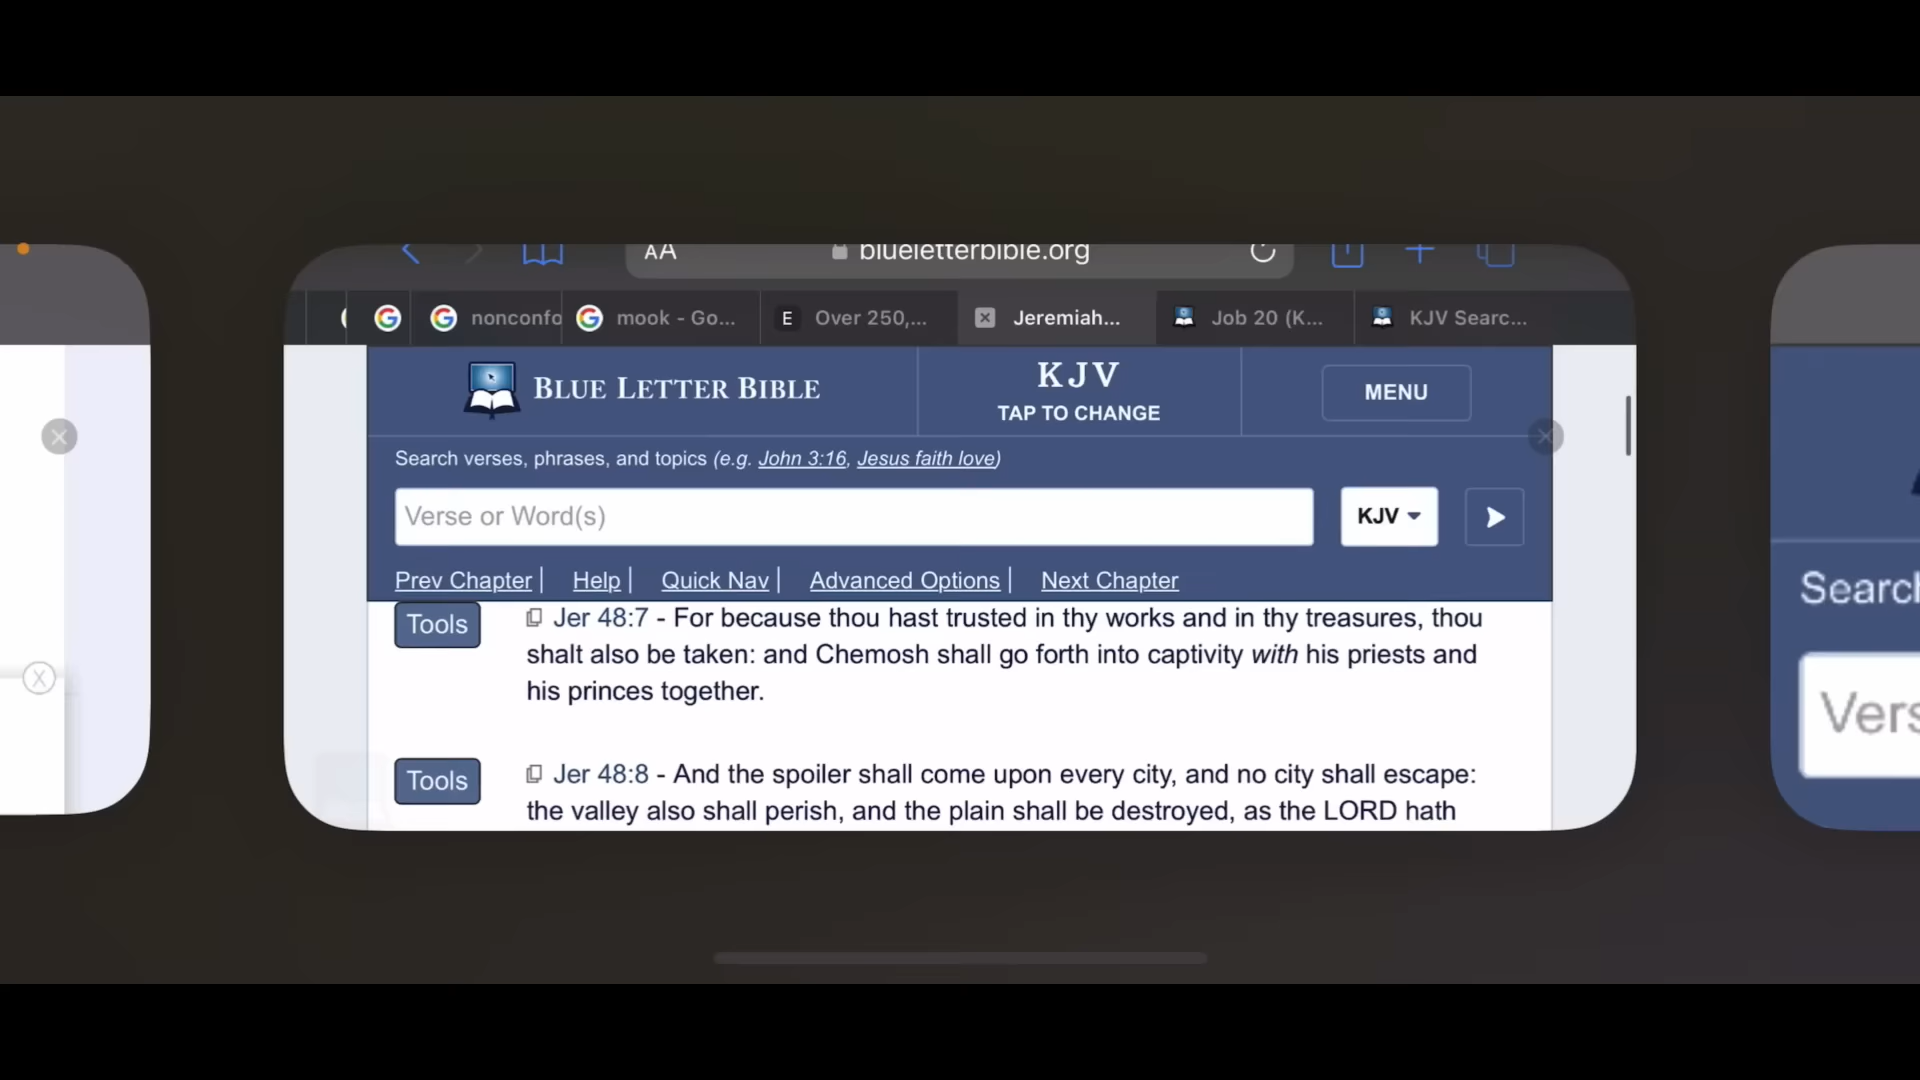 AA blueletterbible.org
nonconfo mook - Go... E Over 250,... Jeremiah... Job 20 (K... KJV Searc...
BLUE LETTER BIBLE
KJV
TAP TO CHANGE
MENU
Search verses, phrases, and topics (e.g. John 3:16, Jesus faith love)
Verse or Word(s)
KJV
Prev Chapter | Help | Quick Nav | Advanced Options | Next Chapter
Tools
Jer 48:7 - For because thou hast trusted in thy works and in thy treasures, thou
shalt also be taken: and Chemosh shall go forth into captivity with his priests and
his princes together.
Tools
Jer 48:8 - And the spoiler shall come upon every city, and no city shall escape:
the valley also shall perish, and the plain shall be destroyed, as the LORD hath
Search
Vers